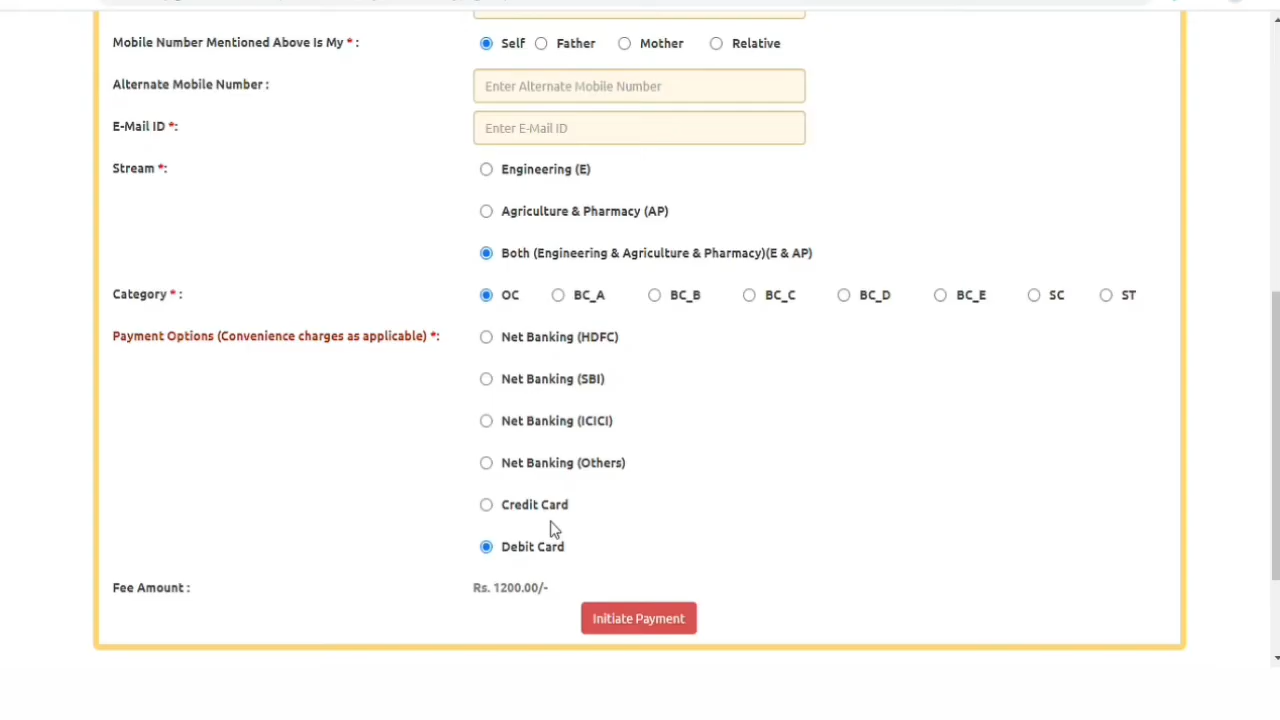 Mobile Number Mentioned Above Is My * : Self Father Mother Relative
Alternate Mobile Number : Enter Alternate Mobile Number
E-Mail ID *: Enter E-Mail ID
Stream *: Engineering (E)
Agriculture & Pharmacy (AP)
Both (Engineering & Agriculture & Pharmacy)(E & AP)
Category * : OC BC_A BC_B BC_C BC_D BC_E SC ST
Payment Options (Convenience charges as applicable) *: Net Banking (HDFC)
Net Banking (SBI)
Net Banking (ICICI)
Net Banking (Others)
Credit Card
Debit Card
Fee Amount : Rs. 1200.00/-
Initiate Payment